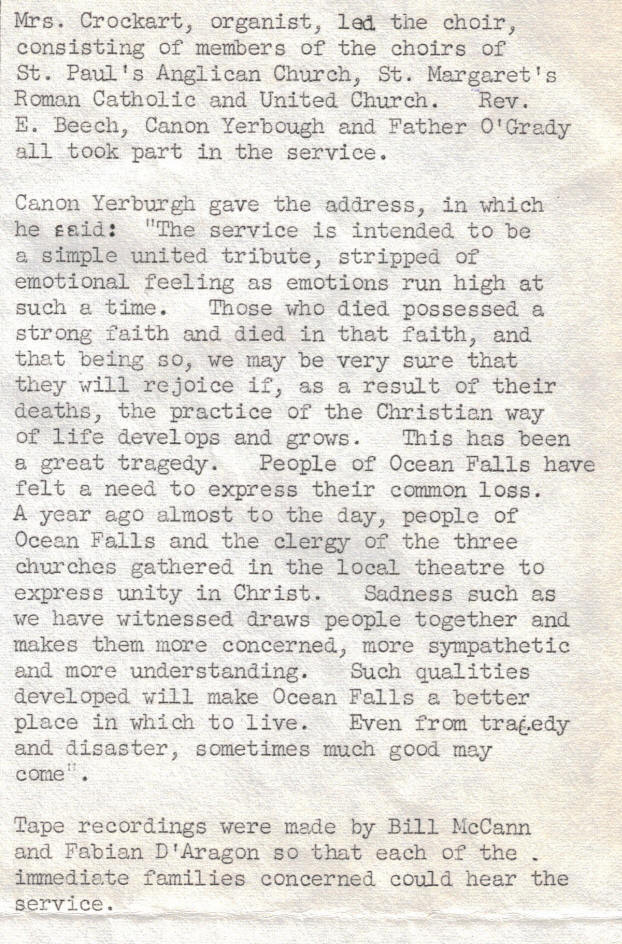 Mrs. Crockart, organist, led the choir,
consisting of members of the choirs of
St. Paul's Anglican Church, St. Margaret's
Roman Catholic and United Church. Rev.
E. Beech, Canon Yerbough and Father O'Grady
all took part in the service.

Canon Yerburgh gave the address, in which
he said: "The service is intended to be
a simple united tribute, stripped of
emotional feeling as emotions run high at
such a time. Those who died possessed a
strong faith and died in that faith, and
that being so, we may be very sure that
they will rejoice if, as a result of their
deaths, the practice of the Christian way
of life develops and grows. This has been
a great tragedy. People of Ocean Falls have
felt a need to express their common loss.
A year ago almost to the day, people of
Ocean Falls and the clergy of the three
churches gathered in the local theatre to
express unity in Christ. Sadness such as
we have witnessed draws people together and
makes them more concerned, more sympathetic
and more understanding. Such qualities
developed will make Ocean Falls a better
place in which to live. Even from tragedy
and disaster, sometimes much good may
come".

Tape recordings were made by Bill McCann
and Fabian D'Aragon so that each of the .
immediate families concerned could hear the
service.